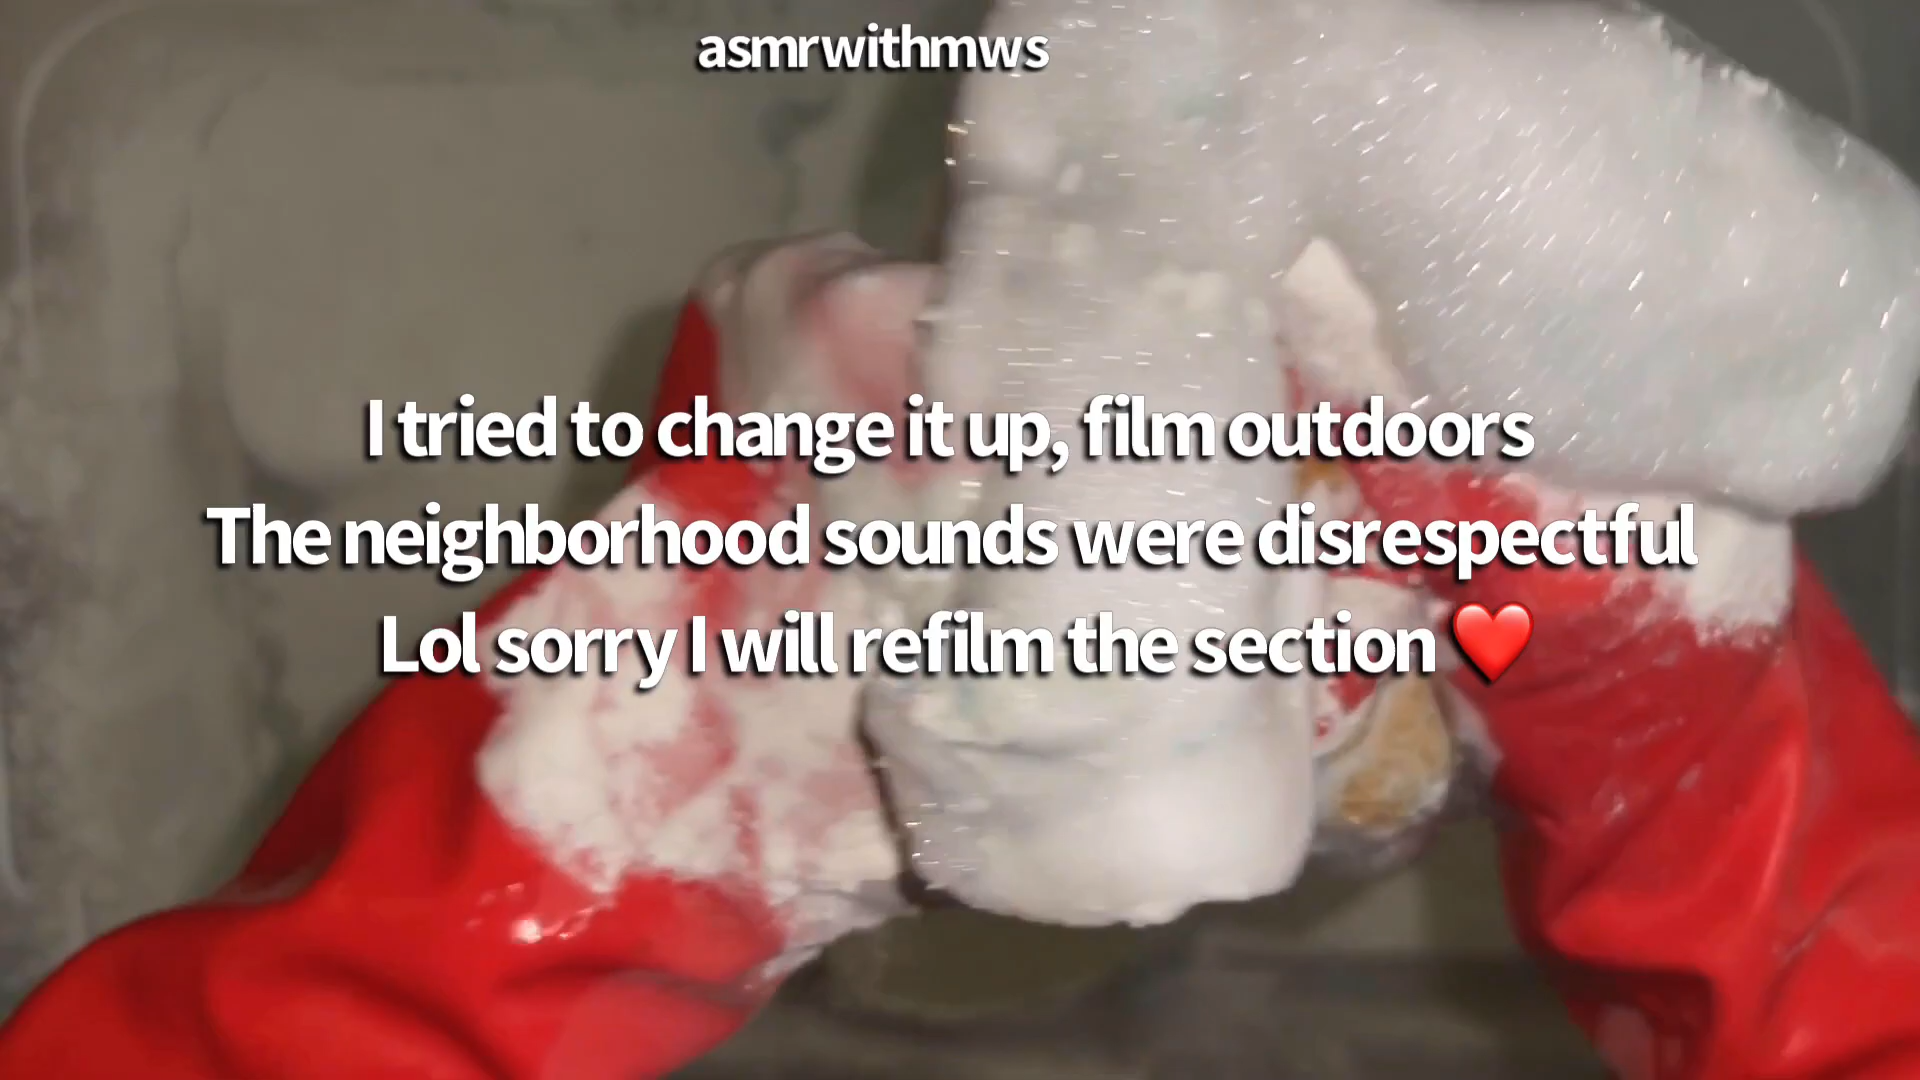 asmrwithmws
I tried to change it up, film outdoors
The neighborhood sounds were disrespectful
Lol sorry I will refilm the section ❤️